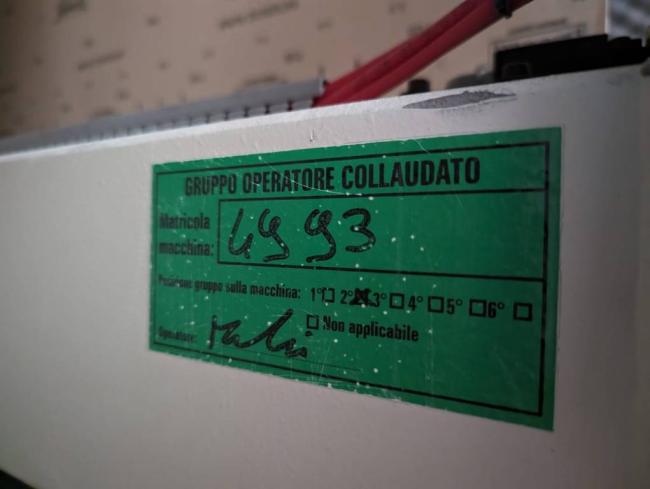 GRUPPO OPERATORE COLLAUDATO
Matricola macchina: 4993
Posizione gruppo sulla macchina: 1° ☐ 2° ☒ 3° ☐ 4° ☐ 5° ☐ 6° ☐
☐ Non applicabile
Operatore: